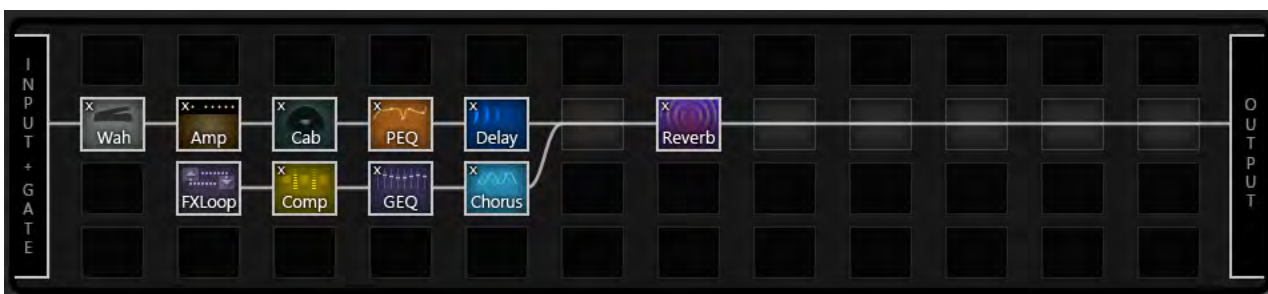 INPUT + GATE
X Wah
X Amp
X Cab
X PEQ
X Delay
X Reverb
FXLoop
X Comp
X GEQ
X Chorus
OUTPUT